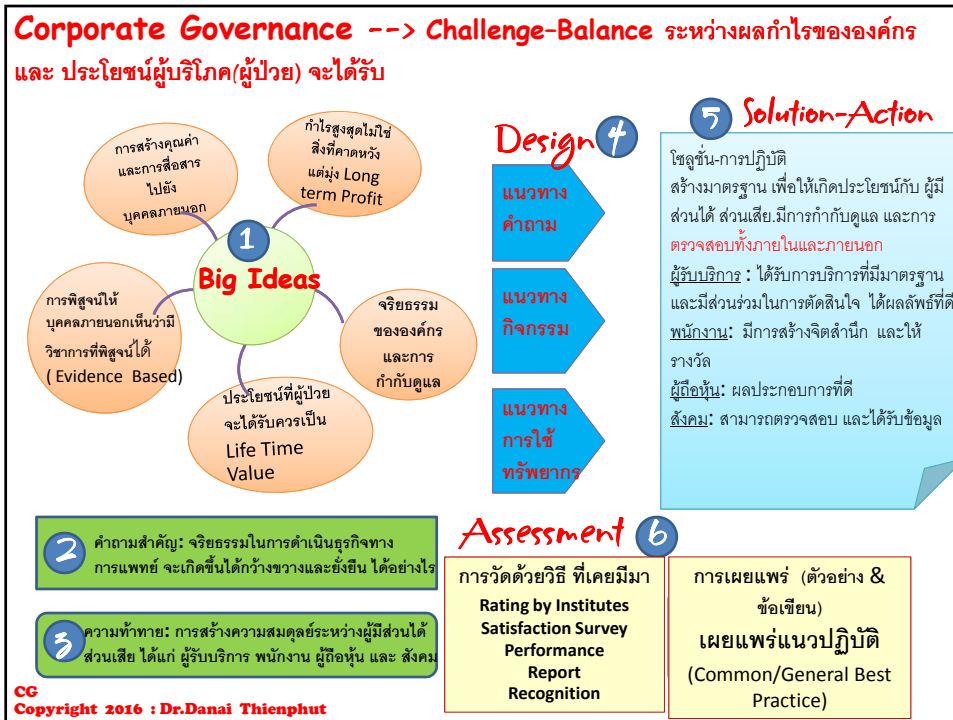 Corporate Governance --> Challenge-Balance ระหว่างผลกำไรขององค์กร
และ ประโยชน์ผู้บริโภค(ผู้ป่วย) จะได้รับ
1
Big Ideas
การสร้างคุณค่า
และการสื่อสาร
ไปยัง
บุคคลภายนอก
กำไรสูงสุดไม่ใช่
สิ่งที่คาดหวัง
แต่มุ่ง Long
term Profit
การพิสูจน์ให้
บุคคลภายนอกเห็นว่ามี
วิชาการที่พิสูจน์ได้
( Evidence Based)
จริยธรรม
ขององค์กร
และการ
กำกับดูแล
ประโยชน์ที่ผู้ป่วย
จะได้รับควรเป็น
Life Time
Value
2
คำถามสำคัญ: จริยธรรมในการดำเนินธุรกิจทาง
การแพทย์ จะเกิดขึ้นได้กว้างขวางและยั่งยืน ได้อย่างไร
3
ความท้าทาย: การสร้างความสมดุลย์ระหว่างผู้มีส่วนได้
ส่วนเสีย ได้แก่ ผู้รับบริการ พนักงาน ผู้ถือหุ้น และ สังคม
Design 4
แนวทาง
คำถาม
แนวทาง
กิจกรรม
แนวทาง
การใช้
ทรัพยากร
5 Solution-Action
โซลูชั่น-การปฏิบัติ
สร้างมาตรฐาน เพื่อให้เกิดประโยชน์กับ ผู้มี
ส่วนได้ ส่วนเสีย.มีการกำกับดูแล และการ
ตรวจสอบทั้งภายในและภายนอก
ผู้รับบริการ : ได้รับการบริการที่มีมาตรฐาน
และมีส่วนร่วมในการตัดสินใจ ได้ผลลัพธ์ที่ดี
พนักงาน: มีการสร้างจิตสำนึก และให้
รางวัล
ผู้ถือหุ้น: ผลประกอบการที่ดี
สังคม: สามารถตรวจสอบ และได้รับข้อมูล
Assessment 6
การวัดด้วยวิธี ที่เคยมีมา
Rating by Institutes
Satisfaction Survey
Performance
Report
Recognition
การเผยแพร่ (ตัวอย่าง &
ข้อเขียน)
เผยแพร่แนวปฏิบัติ
(Common/General Best
Practice)
CG
Copyright 2016 : Dr.Danai Thienphut